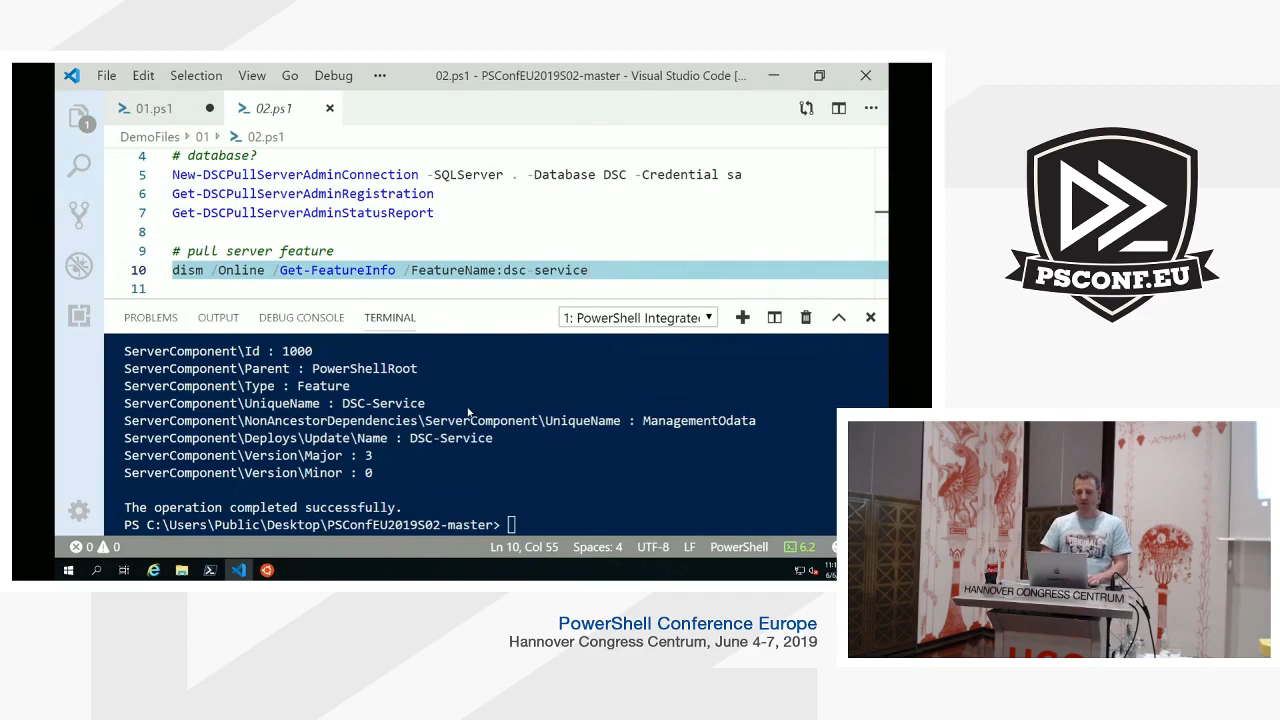 File Edit Selection View Go Debug ··· 02.ps1 - PSConfEU2019S02-master - Visual Studio Code [...
01.ps1 02.ps1
DemoFiles 01 02.ps1
4 # database?
5 New-DSCPullServerAdminConnection -SQLServer . -Database DSC -Credential sa
6 Get-DSCPullServerAdminRegistration
7 Get-DSCPullServerAdminStatusReport
8
9 # pull server feature
10 dism /Online /Get-FeatureInfo /FeatureName:dsc-service
11
PROBLEMS OUTPUT DEBUG CONSOLE TERMINAL 1: PowerShell Integrate
ServerComponent\Id : 1000
ServerComponent\Parent : PowerShellRoot
ServerComponent\Type : Feature
ServerComponent\UniqueName : DSC-Service
ServerComponent\NonAncestorDependencies\ServerComponent\UniqueName : ManagementOdata
ServerComponent\Deploys\Update\Name : DSC-Service
ServerComponent\Version\Major : 3
ServerComponent\Version\Minor : 0
The operation completed successfully.
PS C:\Users\Public\Desktop\PSConfEU2019S02-master>
0 0 Ln 10, Col 55 Spaces: 4 UTF-8 LF PowerShell 6.2
1
PSCONF.EU
HANNOVER CONGRESS CENTRUM
PowerShell Conference Europe
Hannover Congress Centrum, June 4-7, 2019